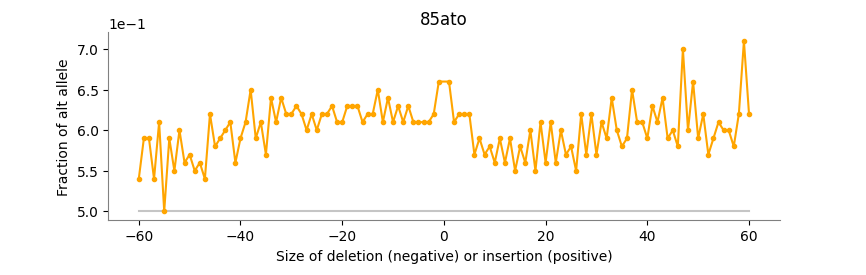 85ato
1e−1
7.0
6.5
6.0
5.5
5.0
Fraction of alt allele
−60 −40 −20 0 20 40 60
Size of deletion (negative) or insertion (positive)